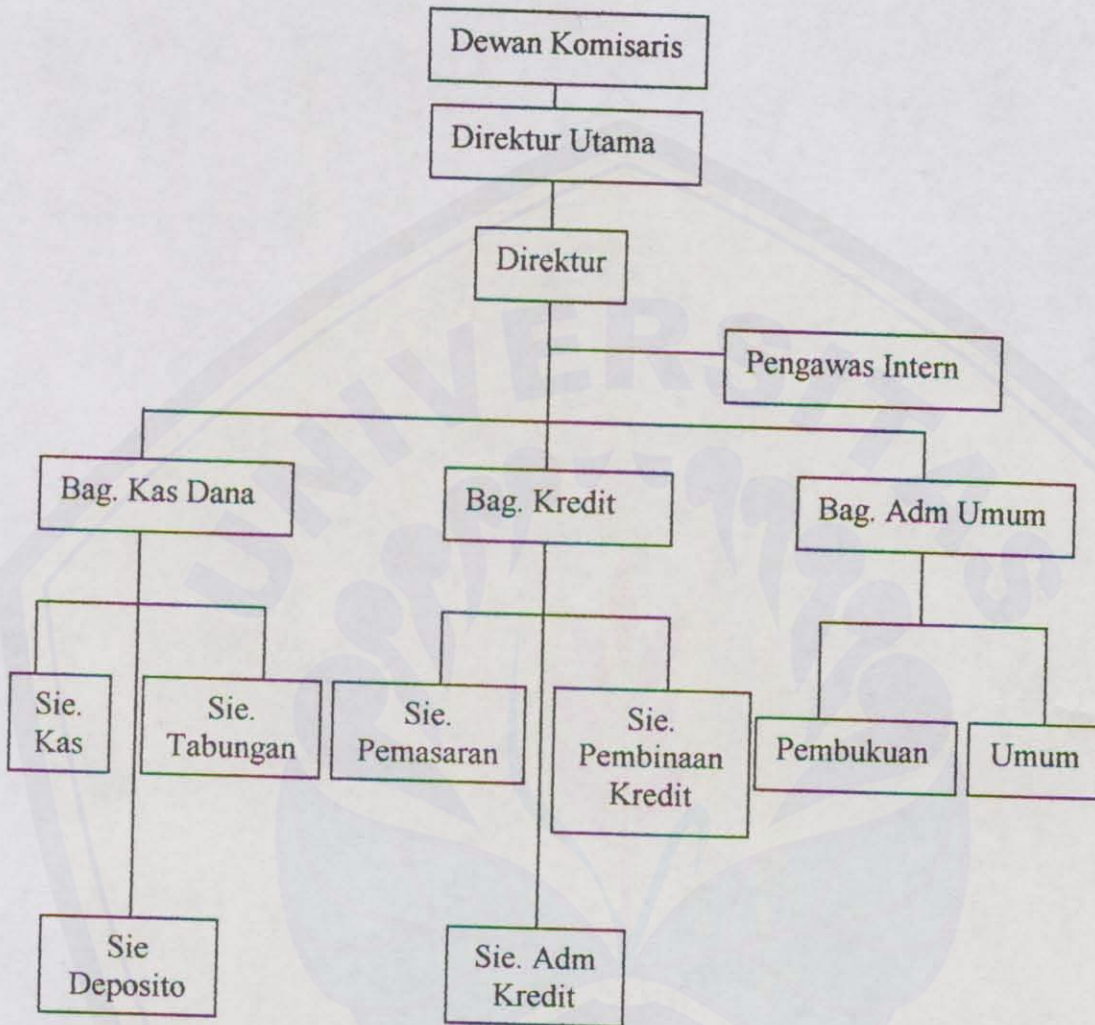 Dewan Komisaris
Direktur Utama
Direktur
Pengawas Intern
Bag. Kas Dana
Bag. Kredit
Bag. Adm Umum
Sie.
Kas
Sie.
Tabungan
Sie.
Pemasaran
Sie.
Pembinaan
Kredit
Pembukuan
Umum
Sie
Deposito
Sie. Adm
Kredit
UNIVERSITAS